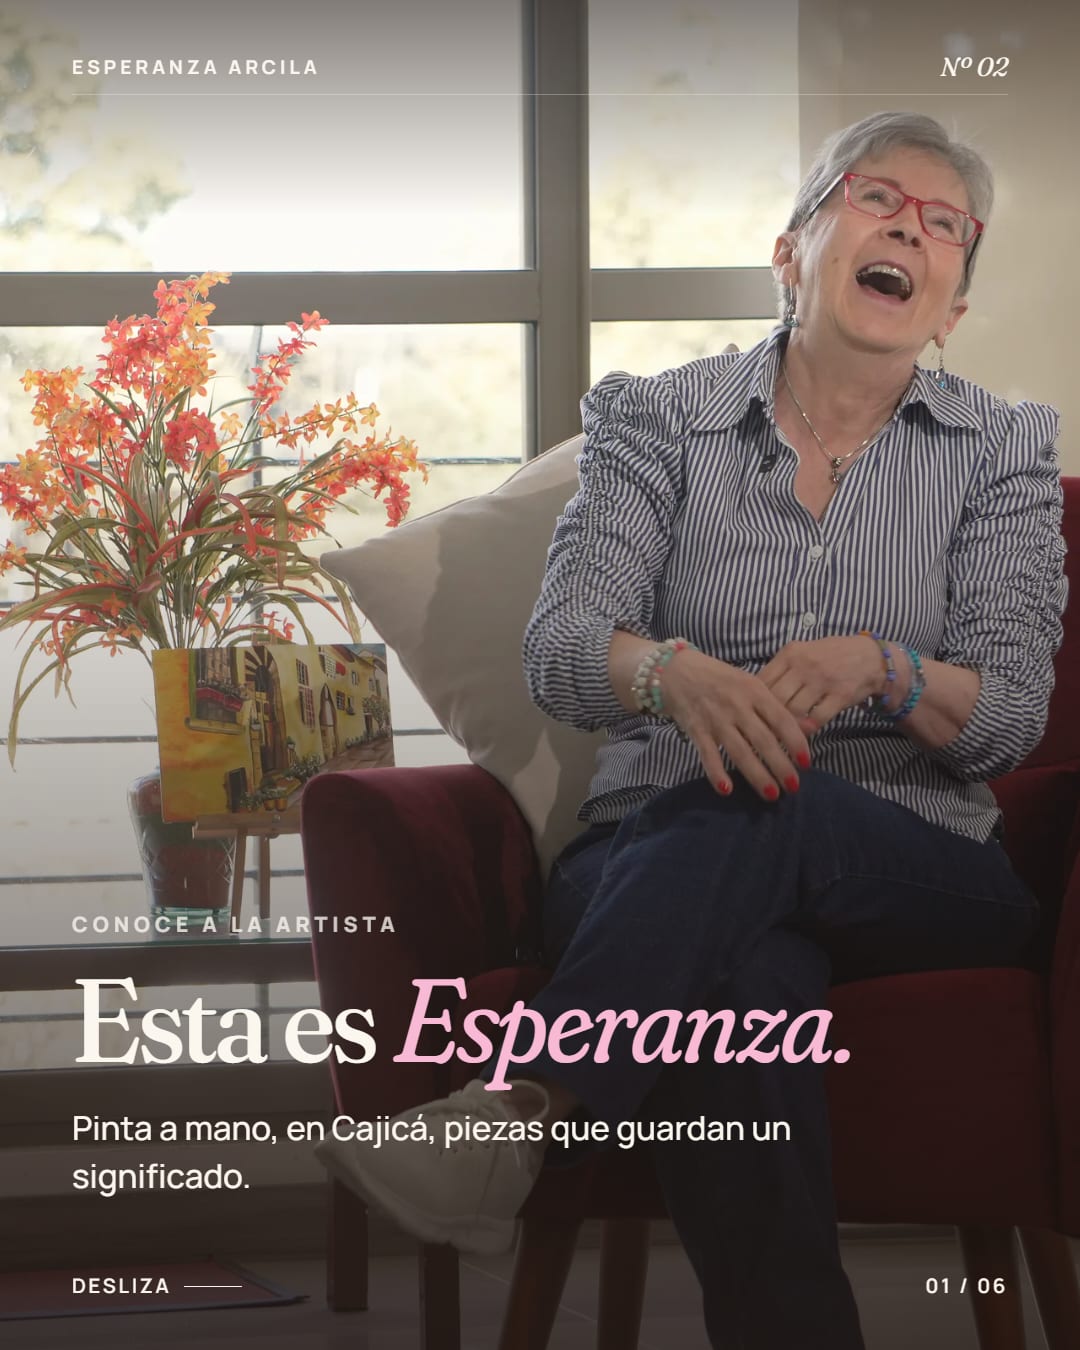 ESPERANZA ARCILA
Nº 02
CONOCE A LA ARTISTA
Esta es Esperanza.
Pinta a mano, en Cajicá, piezas que guardan un
significado.
DESLIZA
01 / 06